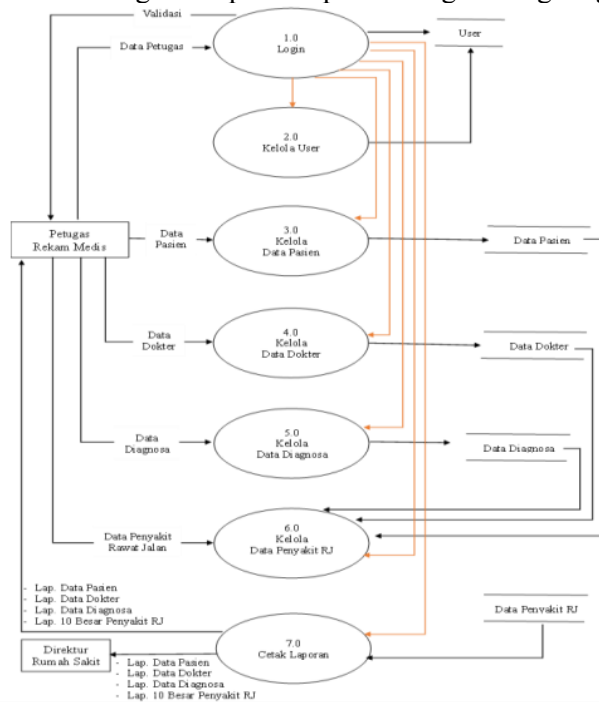 Validasi
1.0
Login
User
Data Petugas
2.0
Kelola User
Petugas
Rekam Medis
Data
Pasien
3.0
Kelola
Data Pasien
Data Pasien
Data
Dokter
4.0
Kelola
Data Dokter
Data Dokter
Data
Diagnosa
5.0
Kelola
Data Diagnosa
Data Diagnosa
Data Penyakit
Rawat Jalan
6.0
Kelola
Data Penyakit RJ
- Lap. Data Pasien
- Lap. Data Dokter
- Lap. Data Diagnosa
- Lap. 10 Besar Penyakit RJ
Data Penyakit RJ
7.0
Cetak Laporan
Direktur
Rumah Sakit
- Lap. Data Pasien
- Lap. Data Dokter
- Lap. Data Diagnosa
- Lap. 10 Besar Penyakit RJ